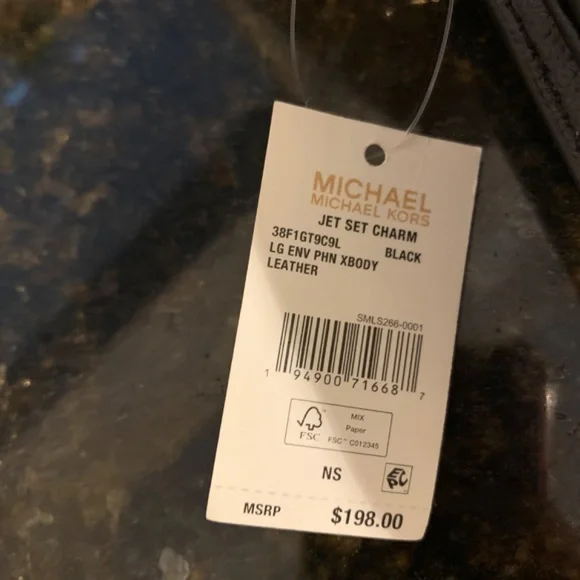 MICHAEL
MICHAEL KORS
JET SET CHARM
38F1GT9C9L BLACK
LG ENV PHN XBODY
LEATHER
SMLS266-0001
1 94900 71668 7
MIX
Paper
FSC™ C012345
FSC
NS
EPC
MSRP $198.00